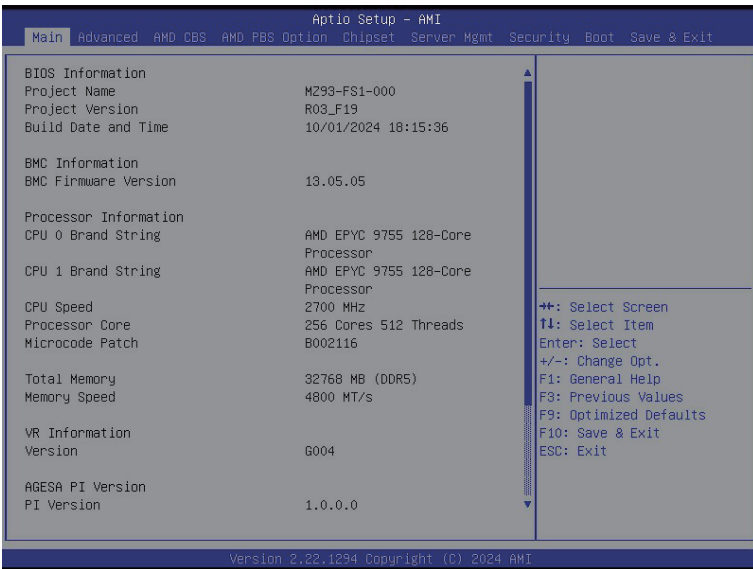 Aptio Setup – AMI
Main Advanced AMD CBS AMD PBS Option Chipset Server Mgmt Security Boot Save & Exit
BIOS Information
Project Name MZ93-FS1-000
Project Version R03_F19
Build Date and Time 10/01/2024 18:15:36
BMC Information
BMC Firmware Version 13.05.05
Processor Information
CPU 0 Brand String AMD EPYC 9755 128-Core
Processor
CPU 1 Brand String AMD EPYC 9755 128-Core
Processor
CPU Speed 2700 MHz
Processor Core 256 Cores 512 Threads
Microcode Patch B002116
Total Memory 32768 MB (DDR5)
Memory Speed 4800 MT/s
VR Information
Version G004
AGESA PI Version
PI Version 1.0.0.0
→←: Select Screen
↑↓: Select Item
Enter: Select
+/-: Change Opt.
F1: General Help
F3: Previous Values
F9: Optimized Defaults
F10: Save & Exit
ESC: Exit
Version 2.22.1294 Copyright (C) 2024 AMI